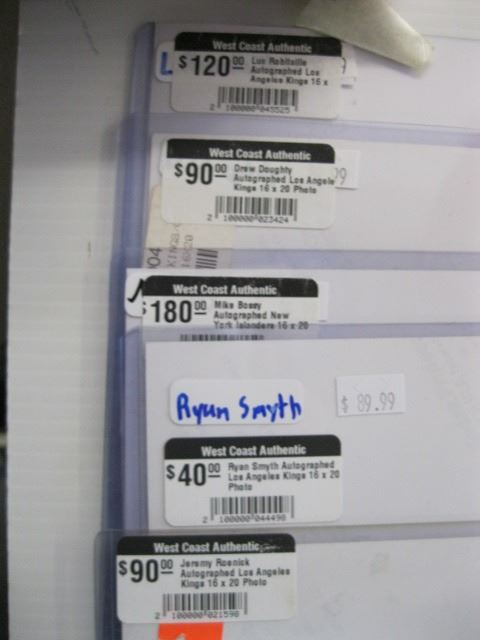 West Coast Authentic
L $120.00 Luc Robitaille
Autographed Los
Angeles Kings 16 x
2 100000 045525
West Coast Authentic
$90.00 Drew Doughty
Autographed Los Angele
Kings 16 x 20 Photo
2 100000 023424
04
KINGS
16X20
West Coast Authentic
$180.00 Mike Bossy
Autographed New
York Islanders 16 x 20
Ryan Smyth
$ 89.99
West Coast Authentic
$40.00 Ryan Smyth Autographed
Los Angeles Kings 16 x 20
Photo
2 100000 044498
West Coast Authentic
$90.00 Jeremy Roenick
Autographed Los Angeles
Kings 16 x 20 Photo
2 100000 021598